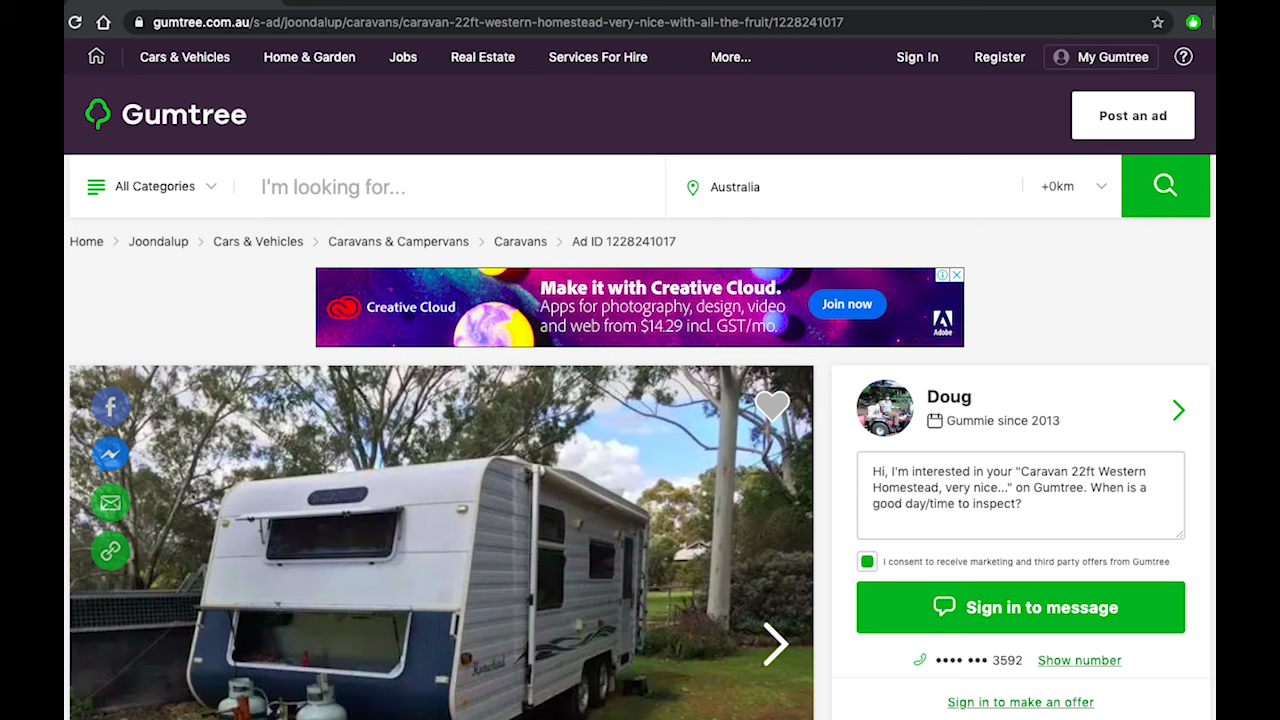 gumtree.com.au/s-ad/joondalup/caravans/caravan-22ft-western-homestead-very-nice-with-all-the-fruit/1228241017
Cars & Vehicles Home & Garden Jobs Real Estate Services For Hire More... Sign In Register My Gumtree ?
Gumtree
Post an ad
All Categories I'm looking for... Australia +0km
Home > Joondalup > Cars & Vehicles > Caravans & Campervans > Caravans > Ad ID 1228241017
Creative Cloud
Make it with Creative Cloud.
Apps for photography, design, video
and web from $14.29 incl. GST/mo.
Join now
Adobe
Doug
Gummie since 2013
Hi, I'm interested in your "Caravan 22ft Western
Homestead, very nice..." on Gumtree. When is a
good day/time to inspect?
I consent to receive marketing and third party offers from Gumtree
Sign in to message
•••• ••• 3592 Show number
Sign in to make an offer
Homestead